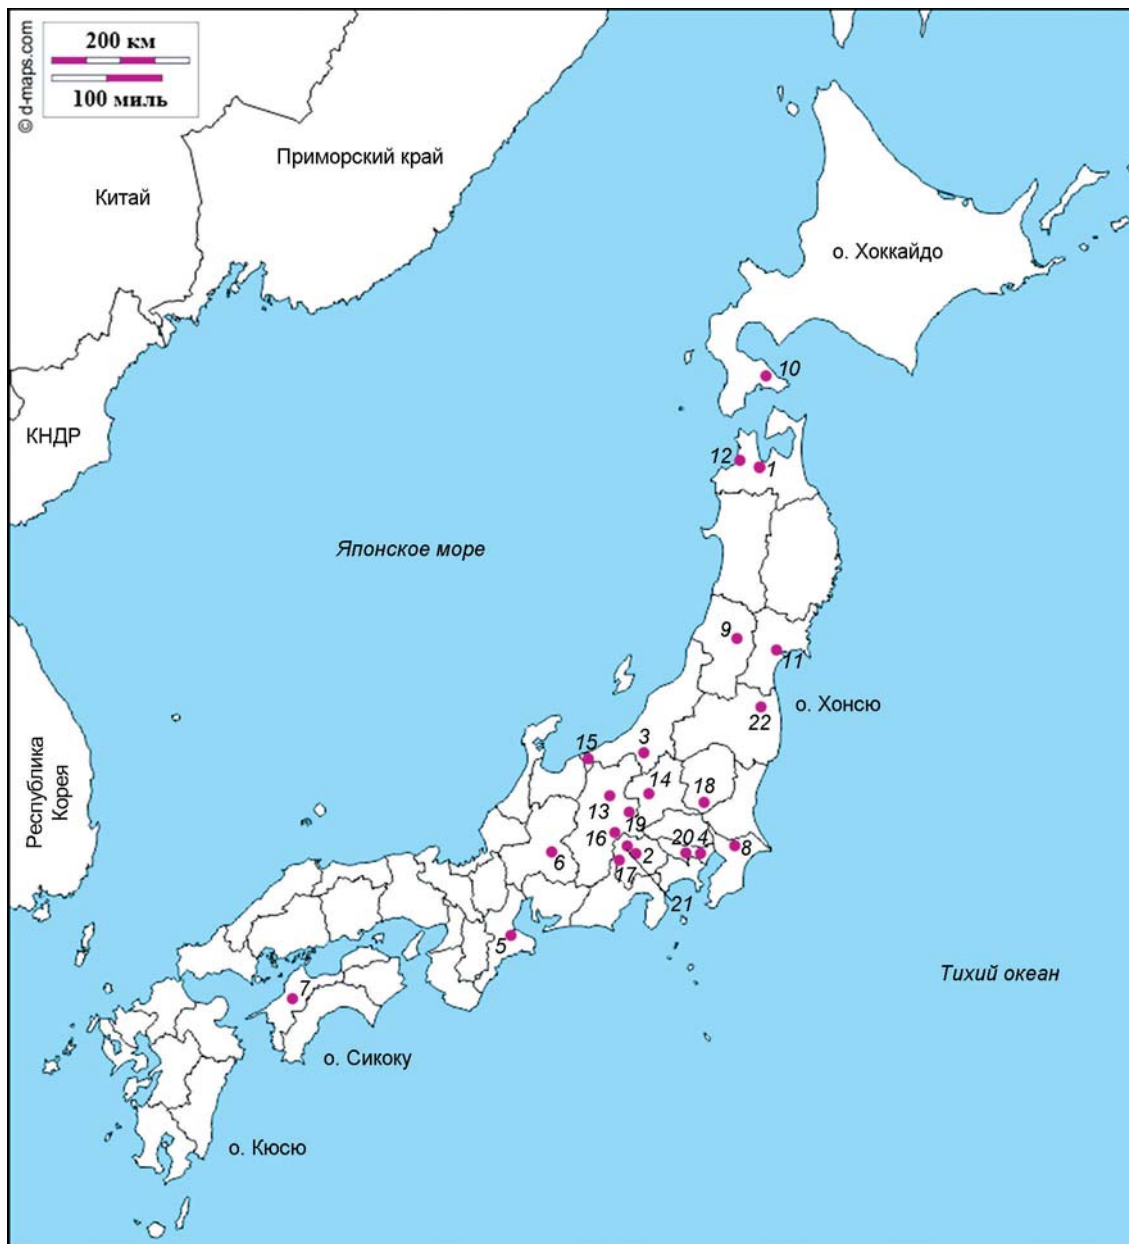 200 км
100 миль
© d-maps.com
Приморский край
Китай
о. Хоккайдо
10
КНДР
12
1
Японское море
9
11
о. Хонсю
22
Республика
Корея
15
3
14
18
13
19
16
20
4
8
6
2
17
21
5
Тихий океан
7
о. Сикоку
о. Кюсю